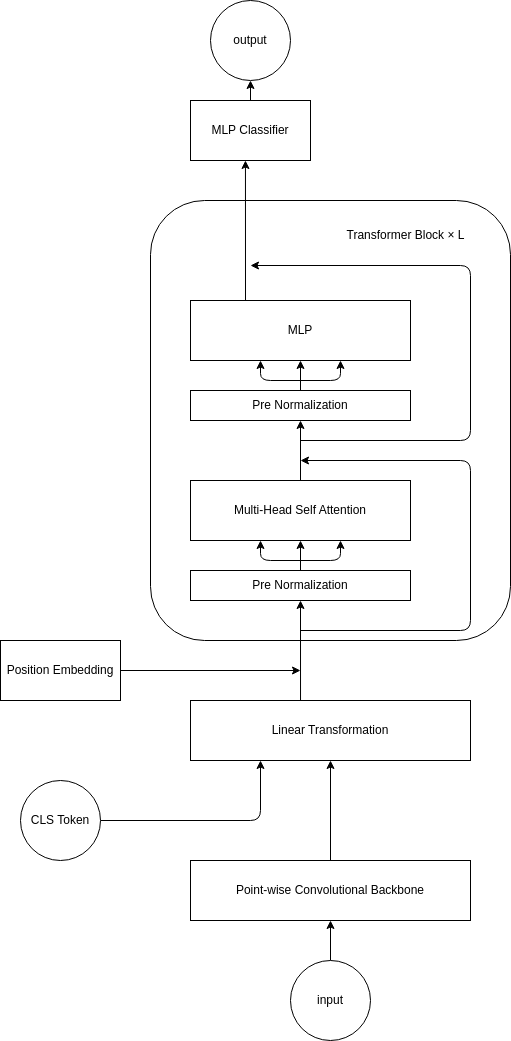 output
MLP Classifier
Transformer Block × L
MLP
Pre Normalization
Multi-Head Self Attention
Pre Normalization
Position Embedding
Linear Transformation
CLS Token
Point-wise Convolutional Backbone
input